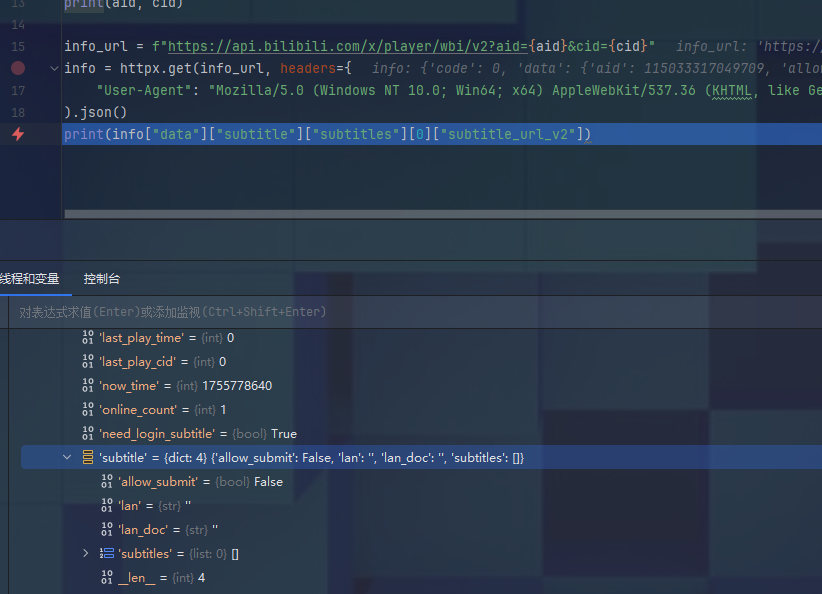 13 print(aid, cid)
14
15 info_url = f"https://api.bilibili.com/x/player/wbi/v2?aid={aid}&cid={cid}" info_url: 'https:/
info = httpx.get(info_url, headers={ info: {'code': 0, 'data': {'aid': 115033317049709, 'allo
17 "User-Agent": "Mozilla/5.0 (Windows NT 10.0; Win64; x64) AppleWebKit/537.36 (KHTML, like Ge
18 ).json()
print(info["data"]["subtitle"]["subtitles"][0]["subtitle_url_v2"])
线程和变量 控制台
对表达式求值(Enter)或添加监视(Ctrl+Shift+Enter)
'last_play_time' = {int} 0
'last_play_cid' = {int} 0
'now_time' = {int} 1755778640
'online_count' = {int} 1
'need_login_subtitle' = {bool} True
'subtitle' = {dict: 4} {'allow_submit': False, 'lan': '', 'lan_doc': '', 'subtitles': []}
'allow_submit' = {bool} False
'lan' = {str} ''
'lan_doc' = {str} ''
'subtitles' = {list: 0} []
__len__ = {int} 4